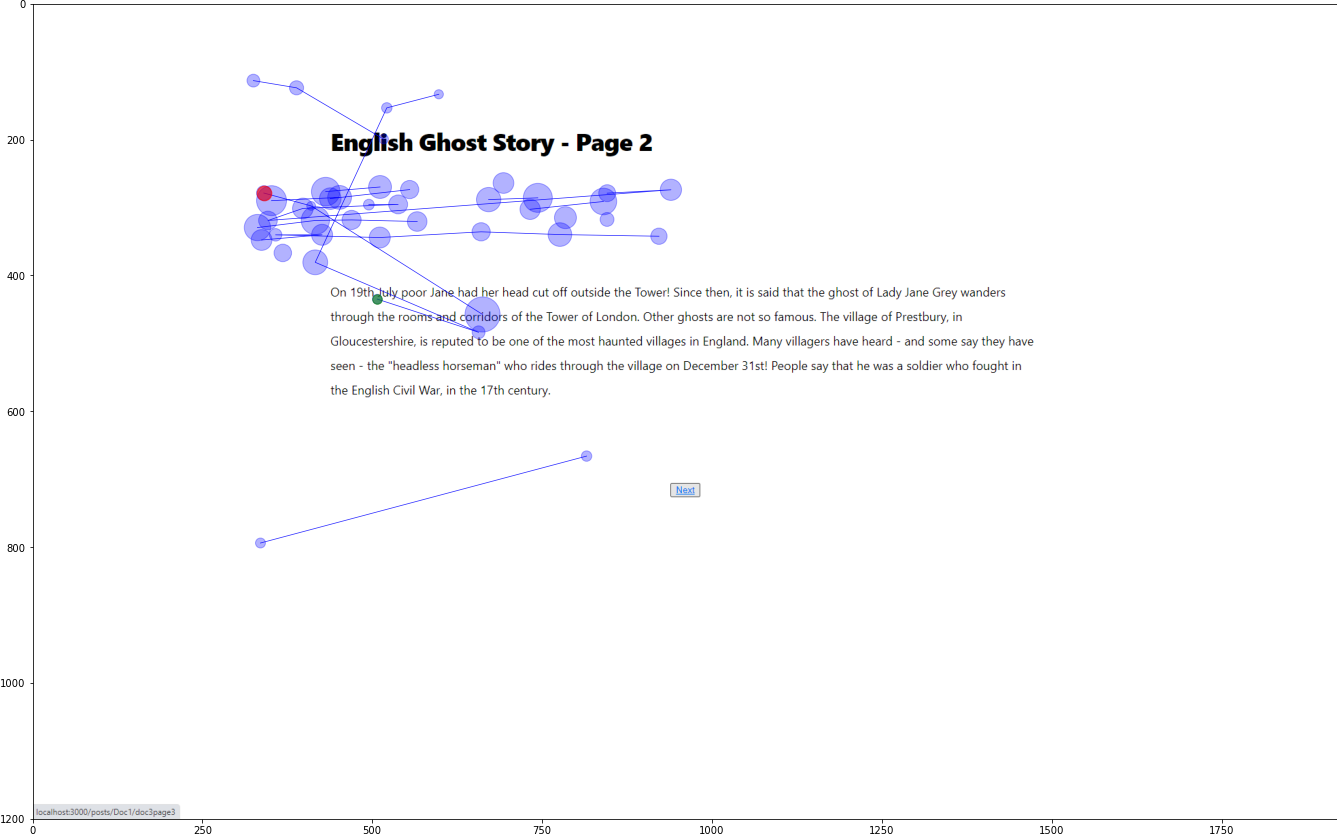 0
200
English Ghost Story - Page 2
400
On 19th July poor Jane had her head cut off outside the Tower! Since then, it is said that the ghost of Lady Jane Grey wanders
through the rooms and corridors of the Tower of London. Other ghosts are not so famous. The village of Prestbury, in
Gloucestershire, is reputed to be one of the most haunted villages in England. Many villagers have heard - and some say they have
seen - the "headless horseman" who rides through the village on December 31st! People say that he was a soldier who fought in
the English Civil War, in the 17th century.
600
Next
800
1000
localhost:3000/posts/Doc1/doc3page3
1200
0 250 500 750 1000 1250 1500 1750